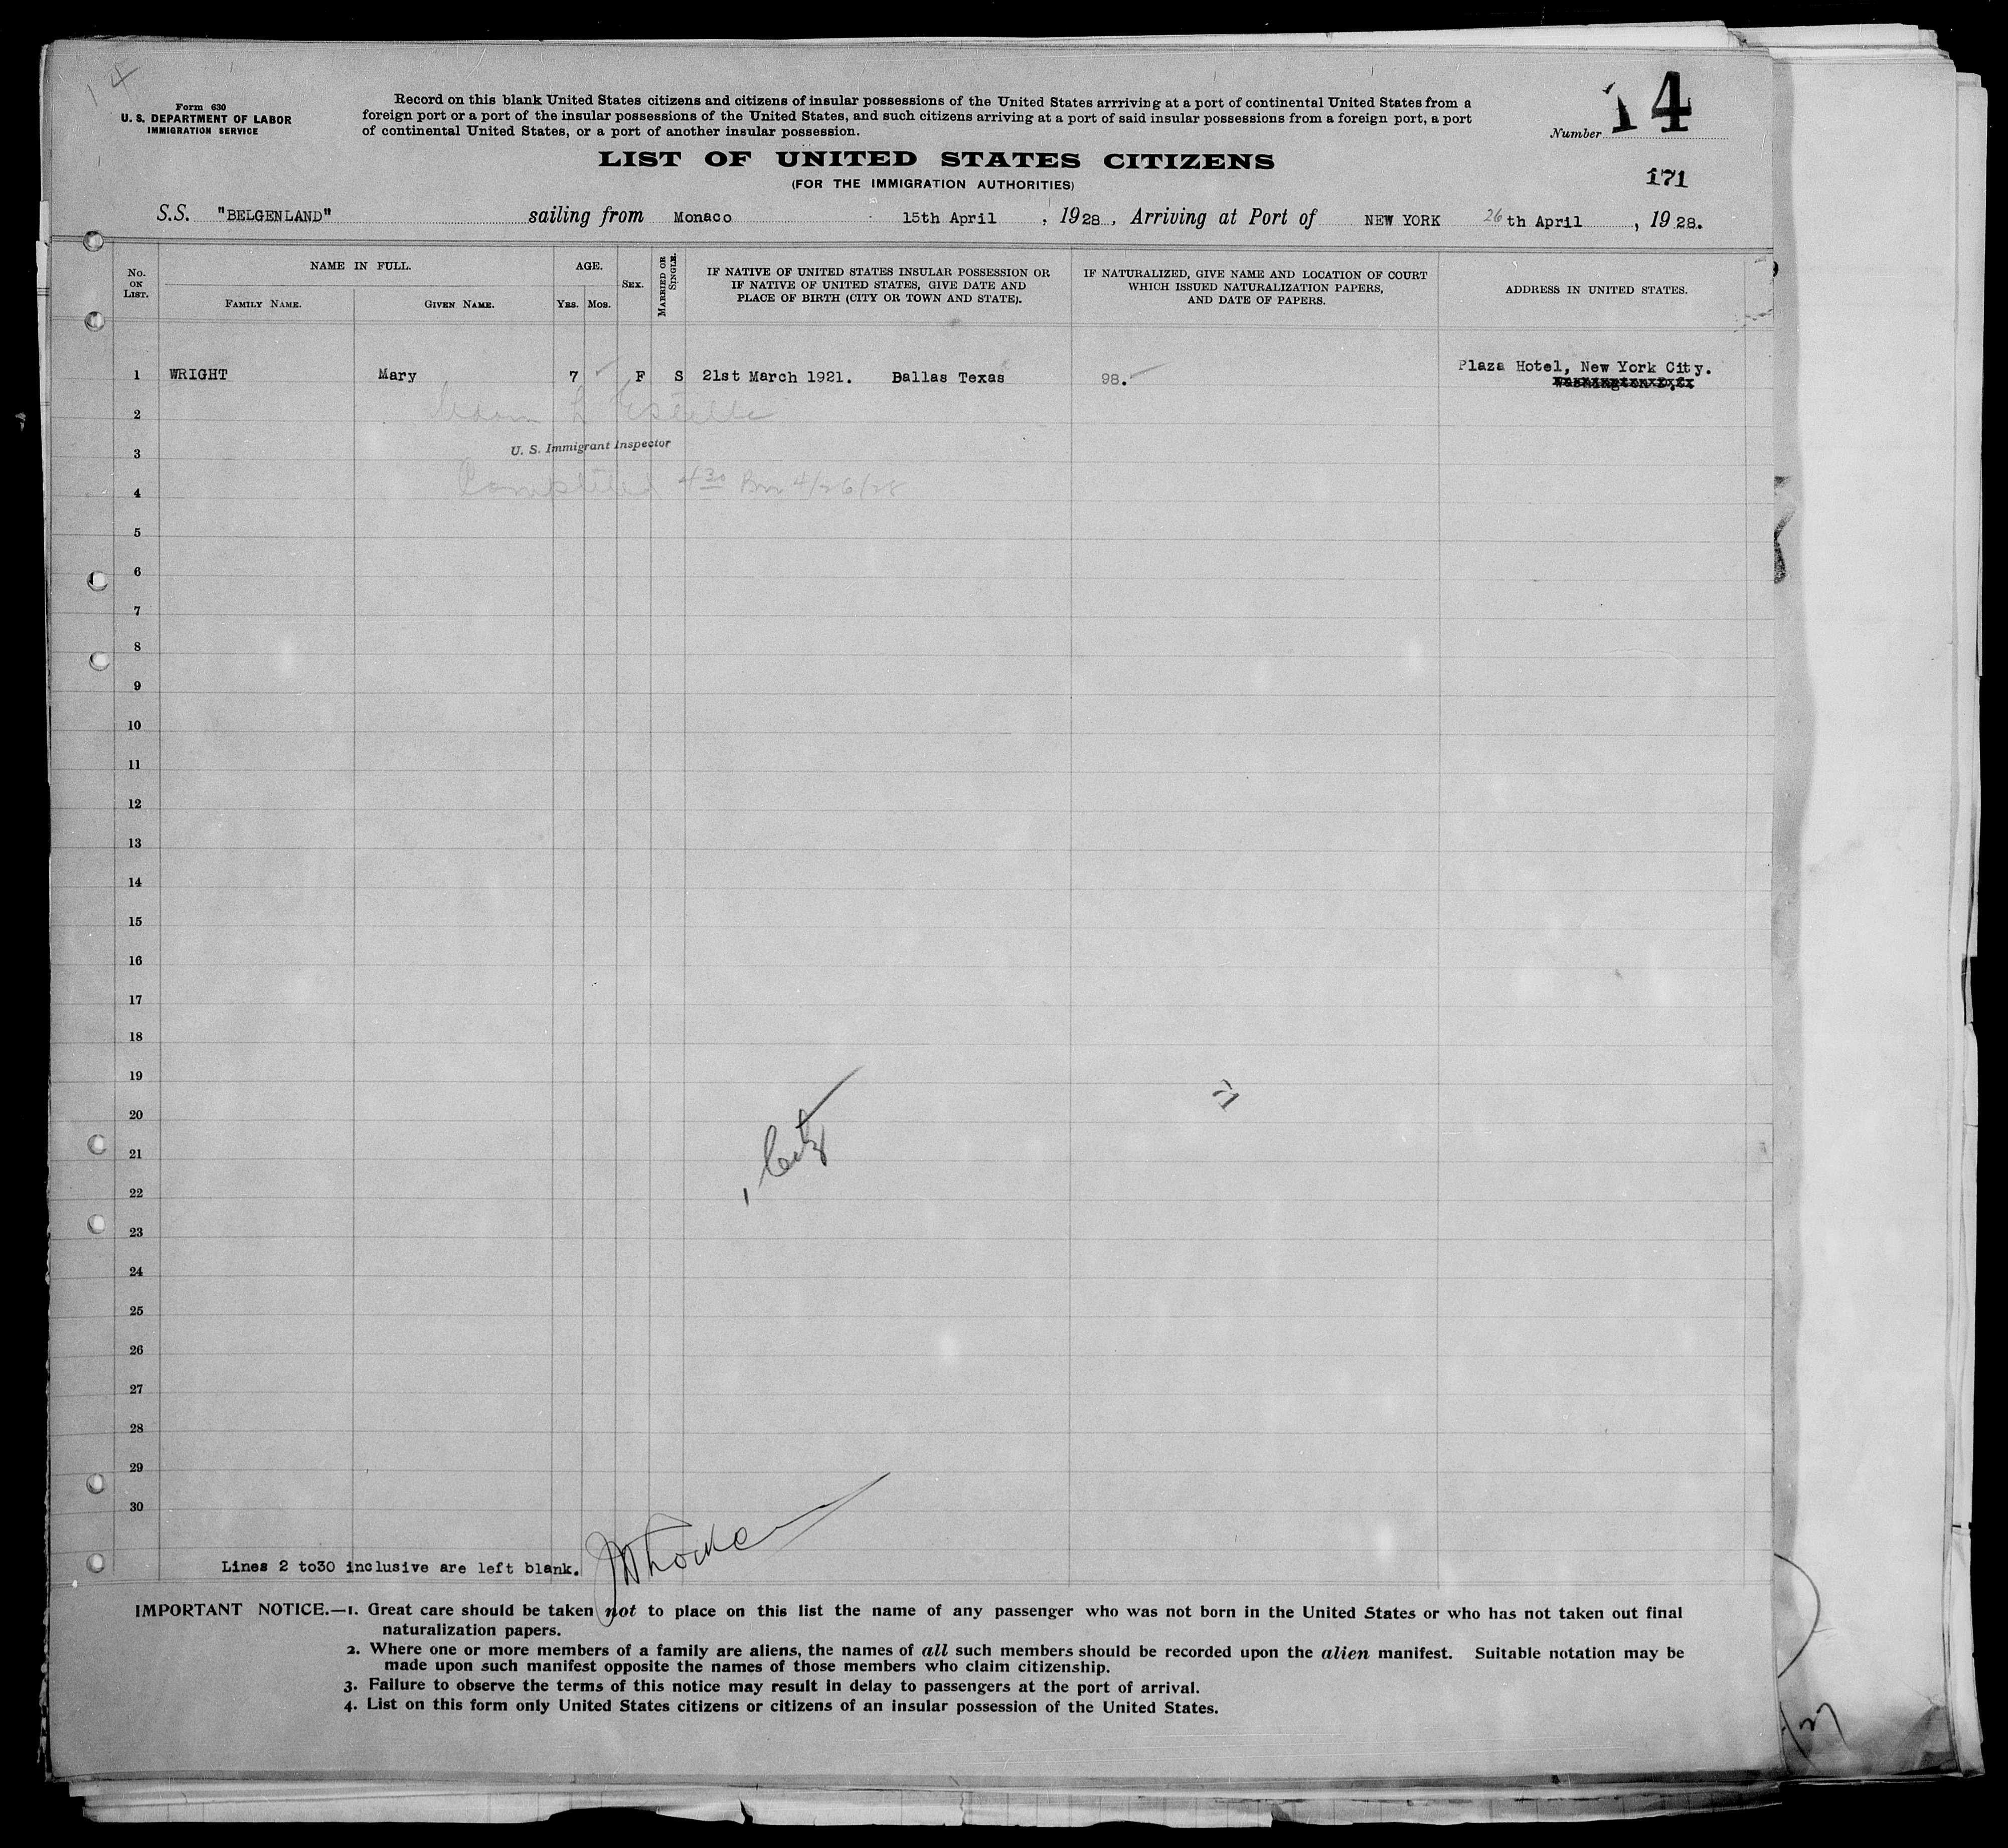 Form 630
U. S. DEPARTMENT OF LABOR
IMMIGRATION SERVICE
Record on this blank United States citizens and citizens of insular possessions of the United States arrriving at a port of continental United States from a
foreign port or a port of the insular possessions of the United States, and such citizens arriving at a port of said insular possessions from a foreign port, a port
of continental United States, or a port of another insular possession.
Number 14
LIST OF UNITED STATES CITIZENS
(FOR THE IMMIGRATION AUTHORITIES)
171
S.S. "BELGENLAND" sailing from Monaco 15th April , 1928 , Arriving at Port of NEW YORK 26th April , 1928.
No. ON LIST.
NAME IN FULL.
FAMILY NAME.
GIVEN NAME.
AGE.
YRS. MOS.
SEX.
MARRIED OR SINGLE.
IF NATIVE OF UNITED STATES INSULAR POSSESSION OR
IF NATIVE OF UNITED STATES, GIVE DATE AND
PLACE OF BIRTH (CITY OR TOWN AND STATE).
IF NATURALIZED, GIVE NAME AND LOCATION OF COURT
WHICH ISSUED NATURALIZATION PAPERS,
AND DATE OF PAPERS.
ADDRESS IN UNITED STATES.
1 WRIGHT Mary 7 F S 21st March 1921. Dallas Texas 98. Plaza Hotel, New York City.
2
U. S. Immigrant Inspector
3
4 Completed 4 30 Pm 4/26/28
5
6
7
8
9
10
11
12
13
14
15
16
17
18
19
20
21
22
23
24
25
26
27
28
29
30
Lines 2 to30 inclusive are left blank.
IMPORTANT NOTICE.—1. Great care should be taken not to place on this list the name of any passenger who was not born in the United States or who has not taken out final
naturalization papers.
2. Where one or more members of a family are aliens, the names of all such members should be recorded upon the alien manifest. Suitable notation may be
made upon such manifest opposite the names of those members who claim citizenship.
3. Failure to observe the terms of this notice may result in delay to passengers at the port of arrival.
4. List on this form only United States citizens or citizens of an insular possession of the United States.